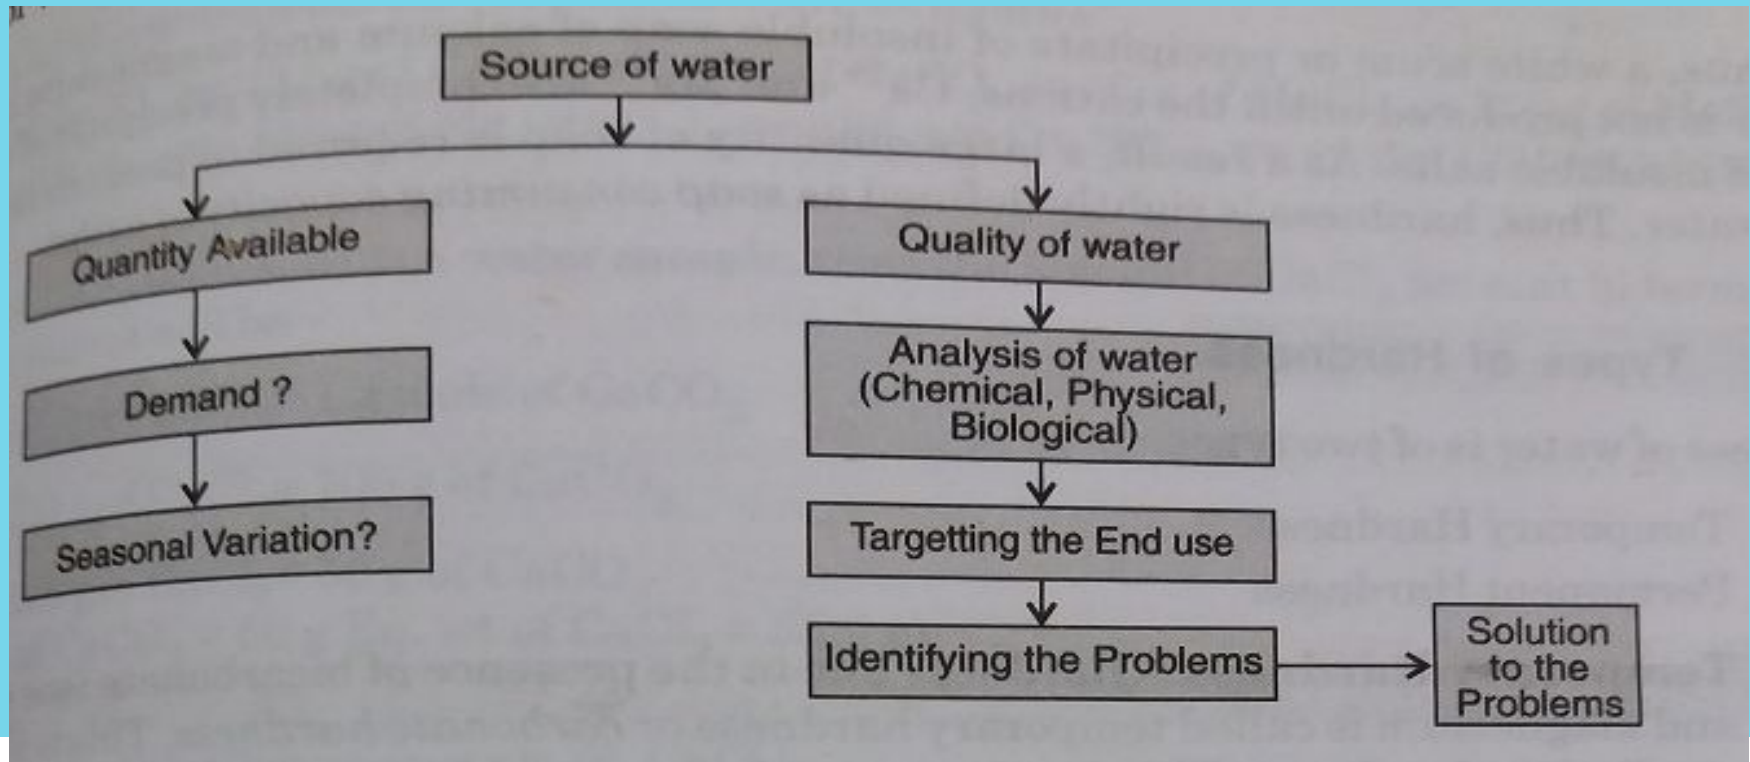 Source of water
Quantity Available
Demand ?
Seasonal Variation?
Quality of water
Analysis of water
(Chemical, Physical,
Biological)
Targetting the End use
Identifying the Problems
Solution
to the
Problems